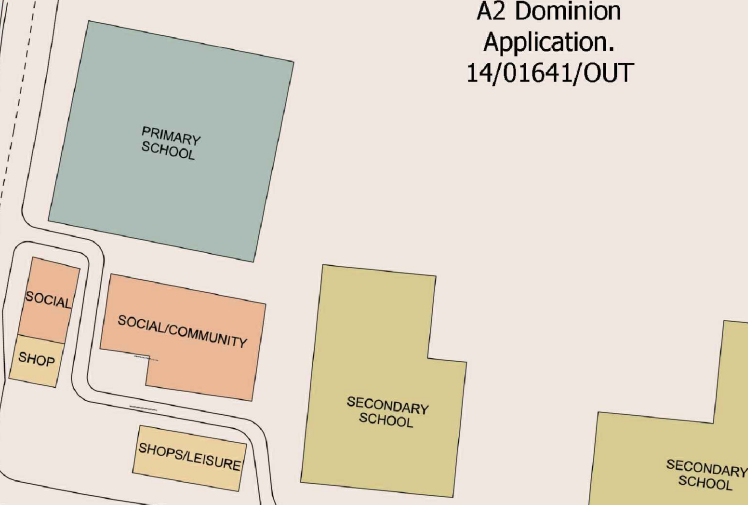 A2 Dominion
Application.
14/01641/OUT
PRIMARY
SCHOOL
SOCIAL
SHOP
SOCIAL/COMMUNITY
SHOPS/LEISURE
SECONDARY
SCHOOL
SECONDARY
SCHOOL